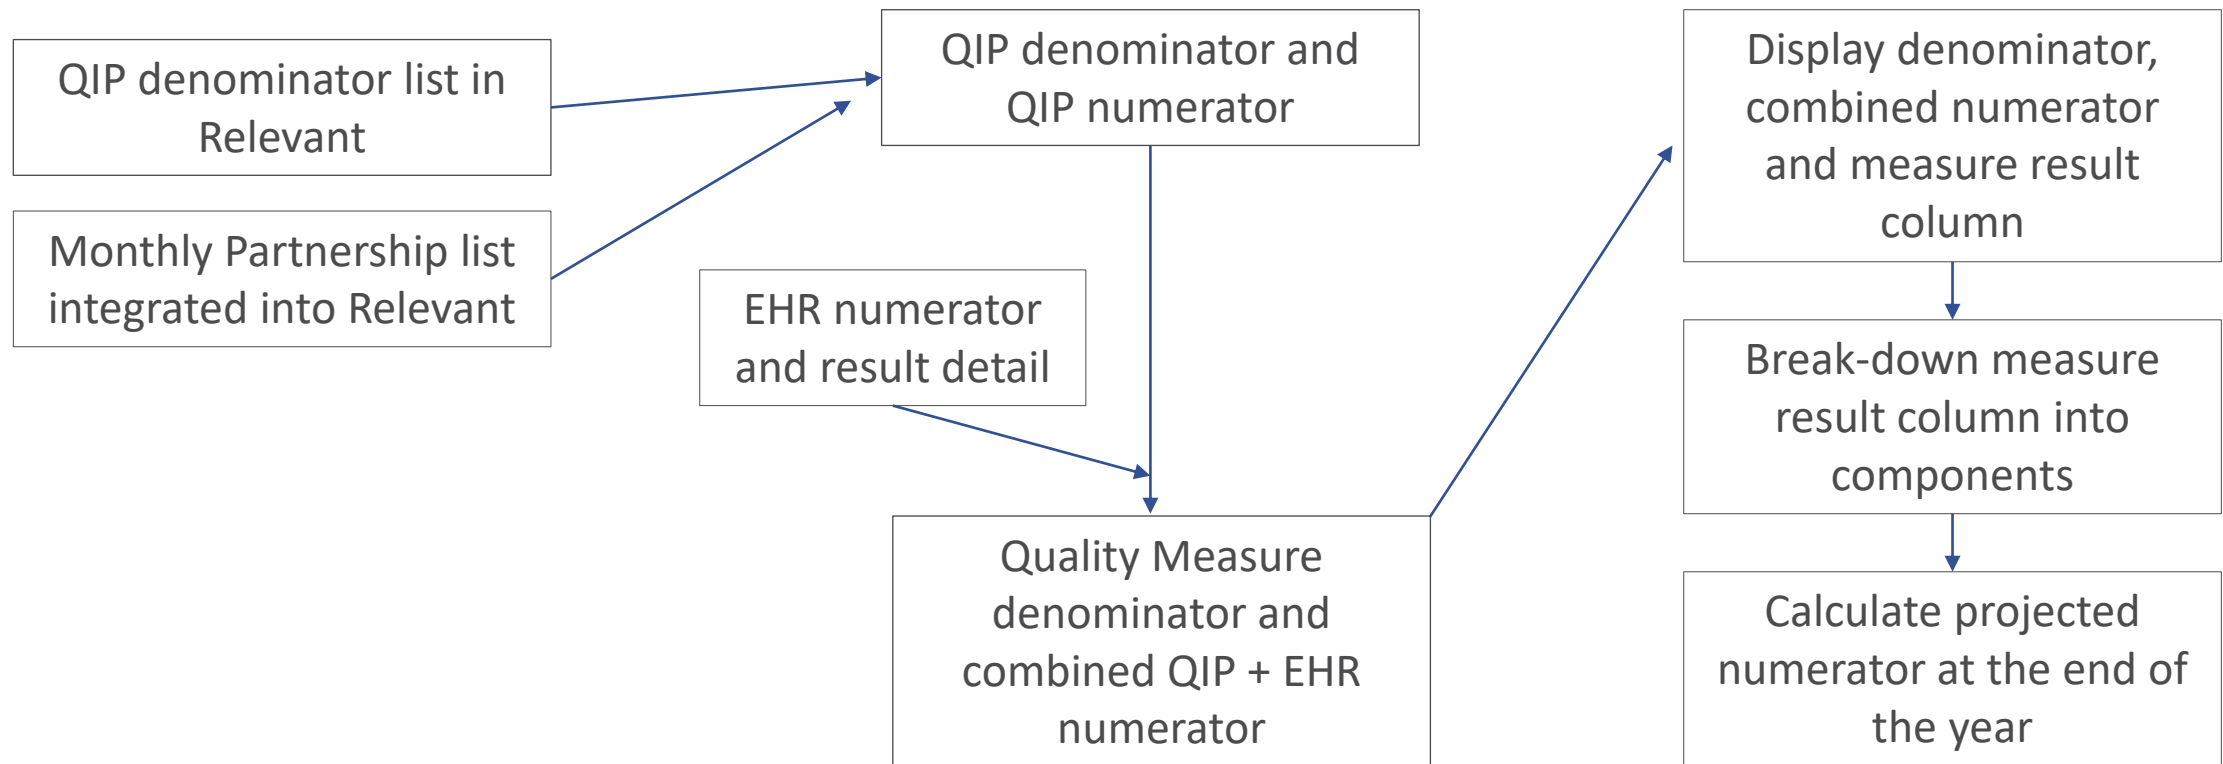 QIP denominator list in
Relevant
Monthly Partnership list
integrated into Relevant
QIP denominator and
QIP numerator
EHR numerator
and result detail
Quality Measure
denominator and
combined QIP + EHR
numerator
Display denominator,
combined numerator
and measure result
column
Break-down measure
result column into
components
Calculate projected
numerator at the end of
the year